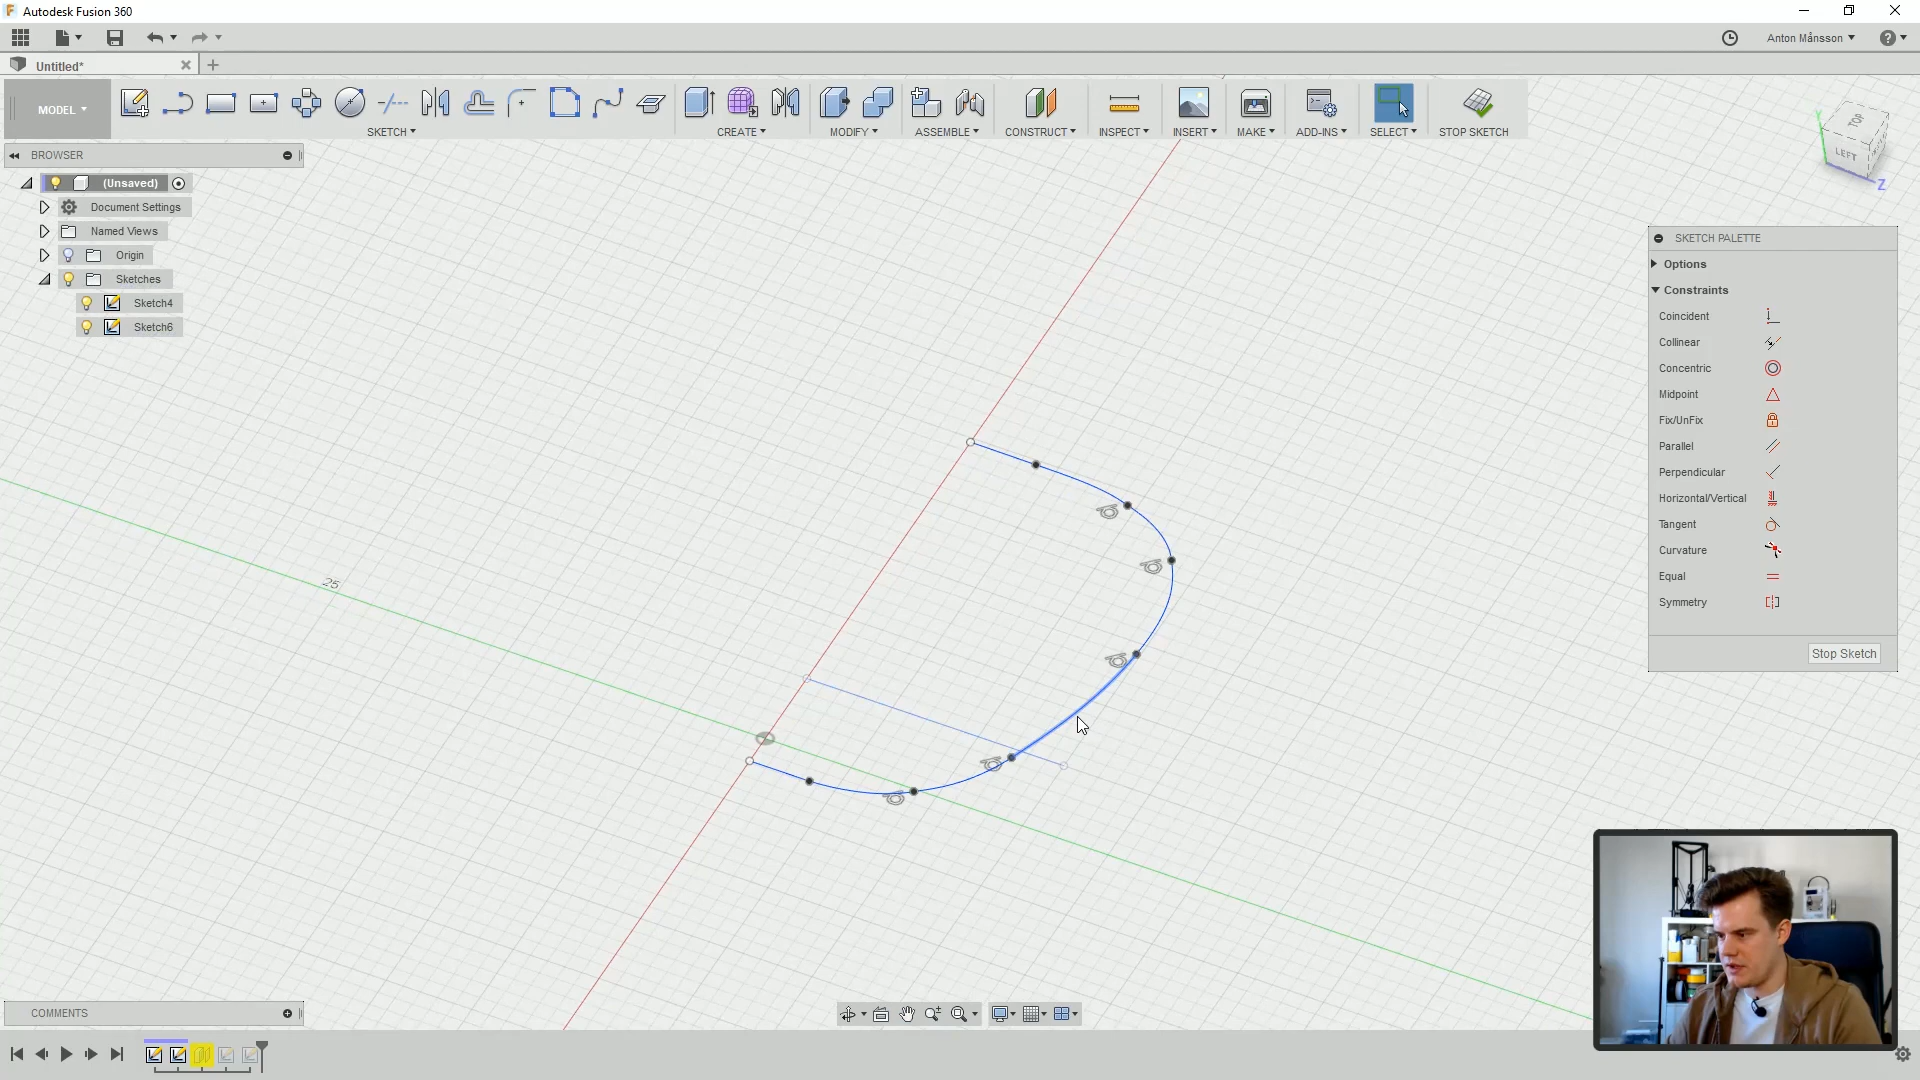 Autodesk Fusion 360
Anton Månsson
Untitled*
MODEL
SKETCH
CREATE
MODIFY
ASSEMBLE
CONSTRUCT
INSPECT
INSERT
MAKE
ADD-INS
SELECT
STOP SKETCH
BROWSER
(Unsaved)
Document Settings
Named Views
Origin
Sketches
Sketch4
Sketch6
TOP
LEFT
Y
Z
25
SKETCH PALETTE
Options
Constraints
Coincident
Collinear
Concentric
Midpoint
Fix/UnFix
Parallel
Perpendicular
Horizontal/Vertical
Tangent
Curvature
Equal
Symmetry
Stop Sketch
COMMENTS